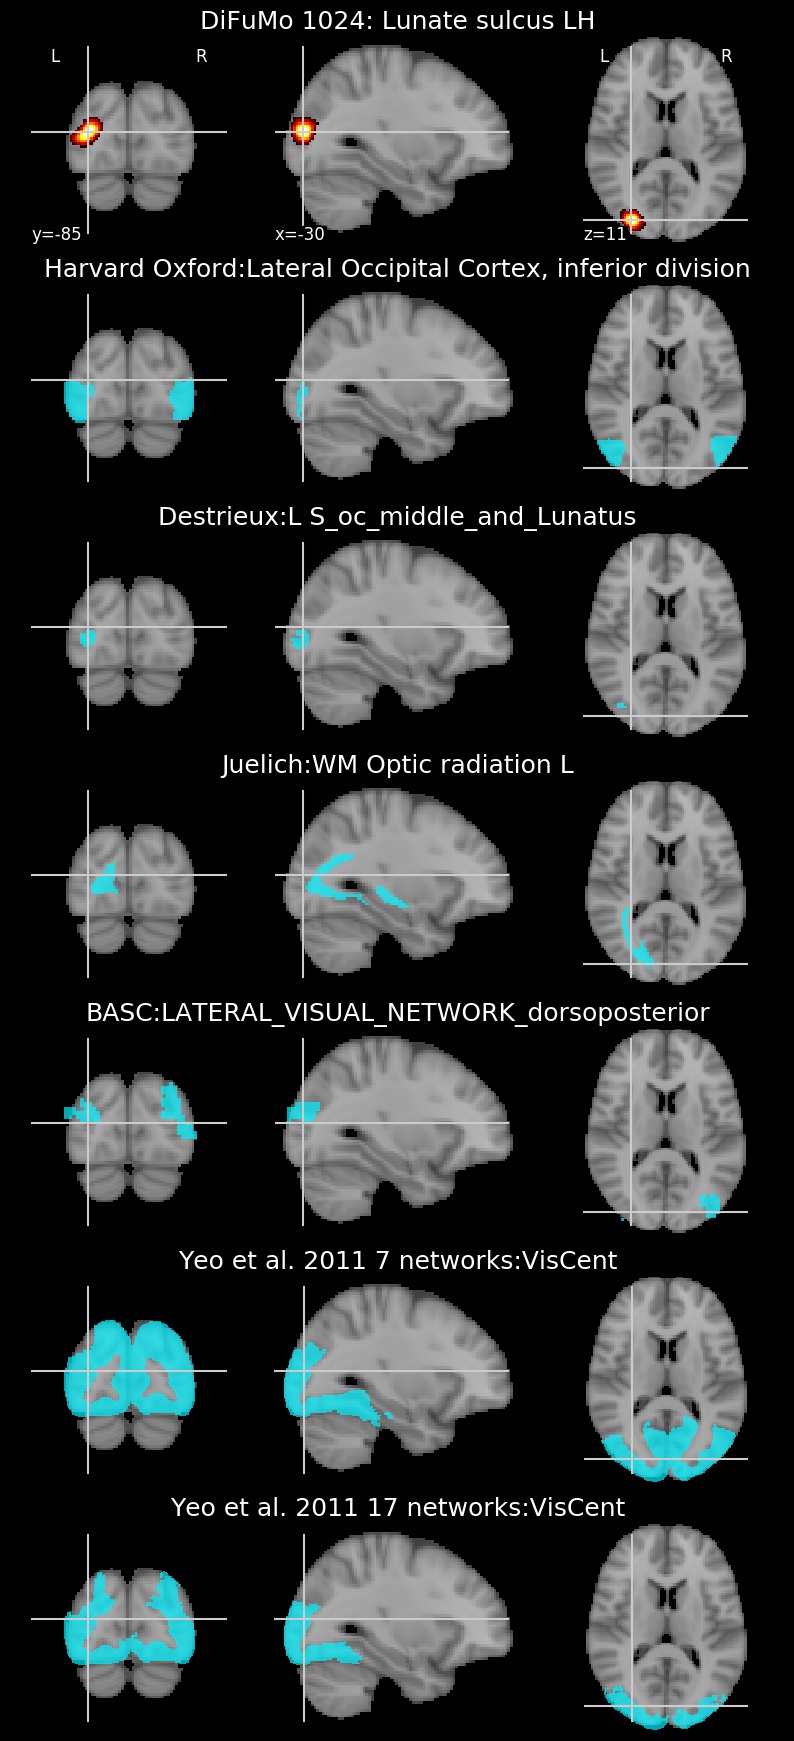 DiFuMo 1024: Lunate sulcus LH
L R L R
y=-85 x=-30 z=11
Harvard Oxford:Lateral Occipital Cortex, inferior division
Destrieux:L S_oc_middle_and_Lunatus
Juelich:WM Optic radiation L
BASC:LATERAL_VISUAL_NETWORK_dorsoposterior
Yeo et al. 2011 7 networks:VisCent
Yeo et al. 2011 17 networks:VisCent